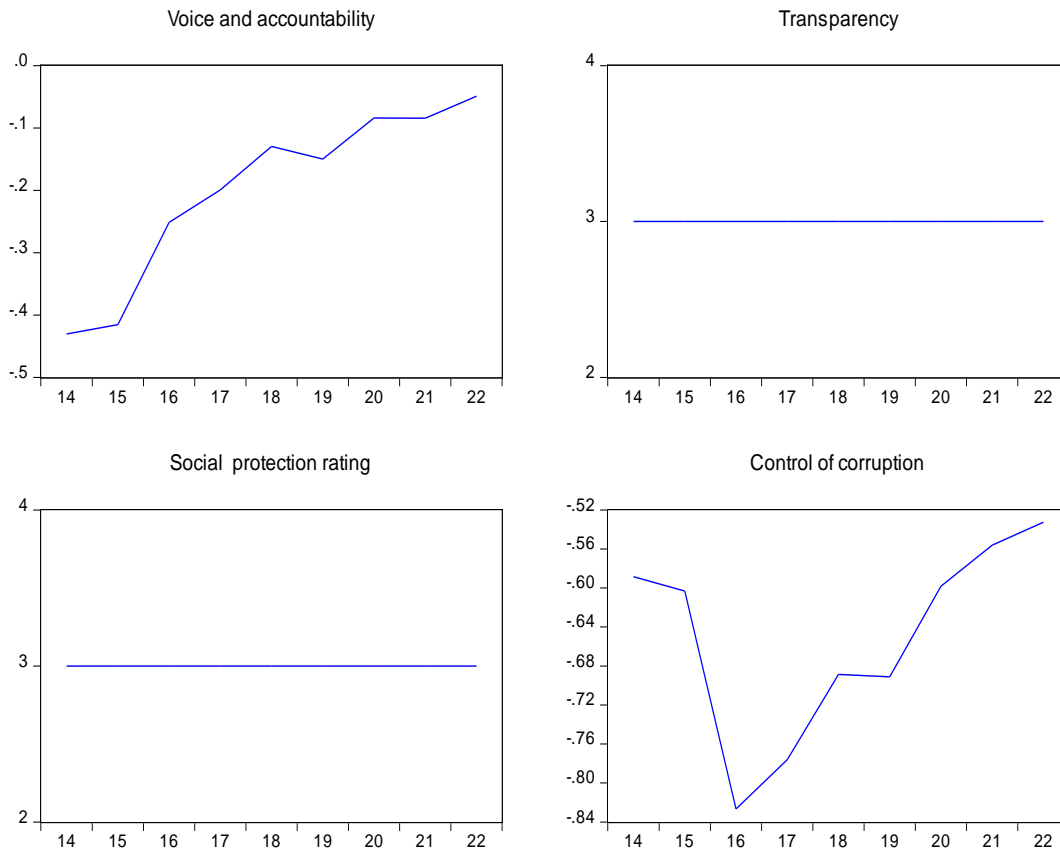 Voice and accountability
.0
-.1
-.2
-.3
-.4
-.5
14 15 16 17 18 19 20 21 22
Transparency
4
3
2
14 15 16 17 18 19 20 21 22
Social protection rating
4
3
2
14 15 16 17 18 19 20 21 22
Control of corruption
-.52
-.56
-.60
-.64
-.68
-.72
-.76
-.80
-.84
14 15 16 17 18 19 20 21 22